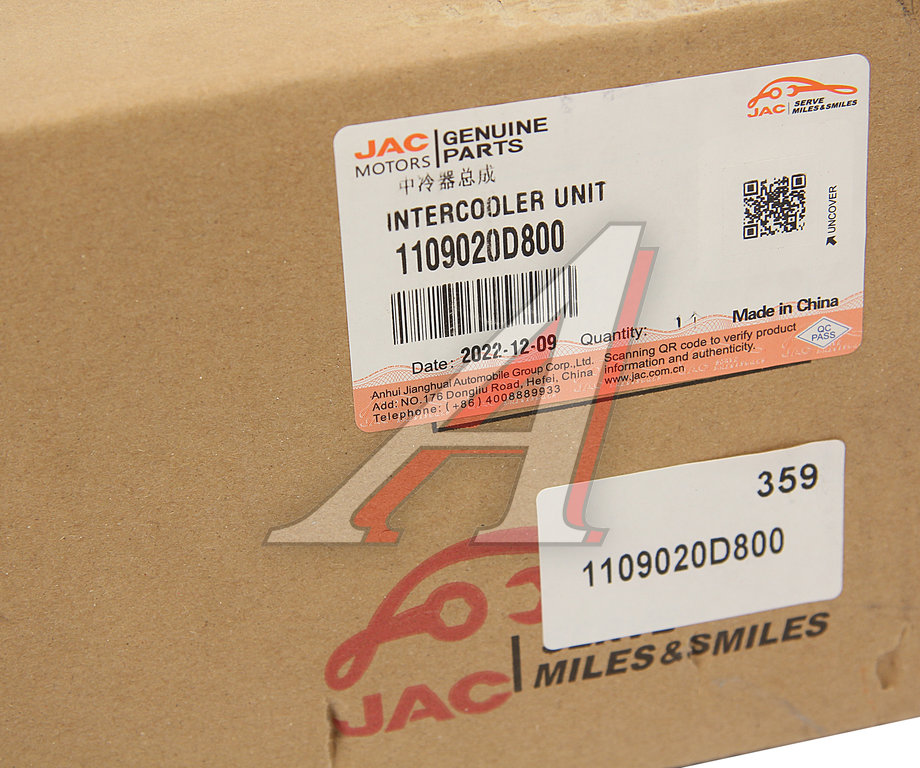 JAC MOTORS GENUINE PARTS
中冷器总成
INTERCOOLER UNIT
1109020D800
Date: 2022-12-09 Quantity:
Made in China
Anhui Jianghuai Automobile Group Corp.,Ltd.
Add: NO.176 Dongliu Road, Hefei, China
Telephone: (+86) 4008889933
Scanning QR code to verify product
information and authenticity.
www.jac.com.cn
QC
PASS
JAC SERVE
MILES&SMILES
UNCOVER
359
1109020D800
JAC
MILES&SMILES